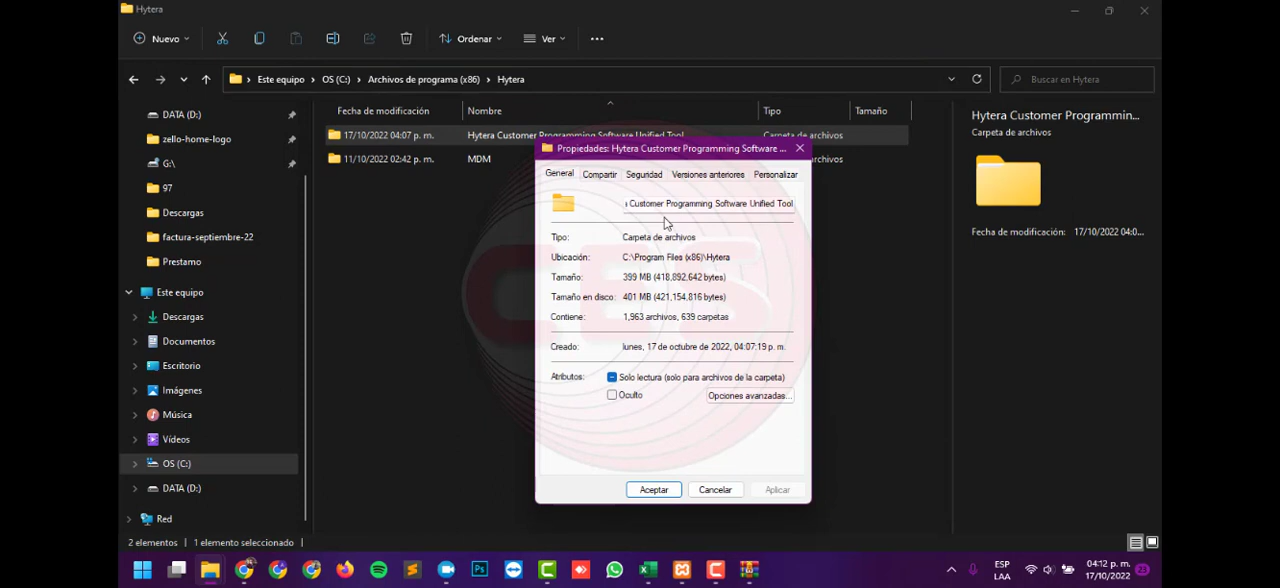 Hytera
Nuevo
Ordenar
Ver
Este equipo > OS (C:) > Archivos de programa (x86) > Hytera
Buscar en Hytera
DATA (D:)
zello-home-logo
G:\
97
Descargas
factura-septiembre-22
Prestamo
Este equipo
Descargas
Documentos
Escritorio
Imágenes
Música
Vídeos
OS (C:)
DATA (D:)
Red
Fecha de modificación Nombre Tipo Tamaño
17/10/2022 04:07 p. m. Hytera Customer Programming Software Unified Tool Carpeta de archivos
11/10/2022 02:42 p. m. MDM de archivos
Propiedades: Hytera Customer Programming Software ...
General Compartir Seguridad Versiones anteriores Personalizar
Customer Programming Software Unified Tool
Tipo: Carpeta de archivos
Ubicación: C:\Program Files (x86)\Hytera
Tamaño: 399 MB (418,892,642 bytes)
Tamaño en disco: 401 MB (421,154,816 bytes)
Contiene: 1,963 archivos, 639 carpetas
Creado: lunes, 17 de octubre de 2022, 04:07:19 p. m.
Atributos: Solo lectura (solo para archivos de la carpeta)
Oculto Opciones avanzadas...
Aceptar Cancelar Aplicar
CES
Hytera Customer Programmin...
Carpeta de archivos
Fecha de modificación: 17/10/2022 04:0...
2 elementos 1 elemento seleccionado
Ps
ESP
LAA
04:12 p. m.
17/10/2022